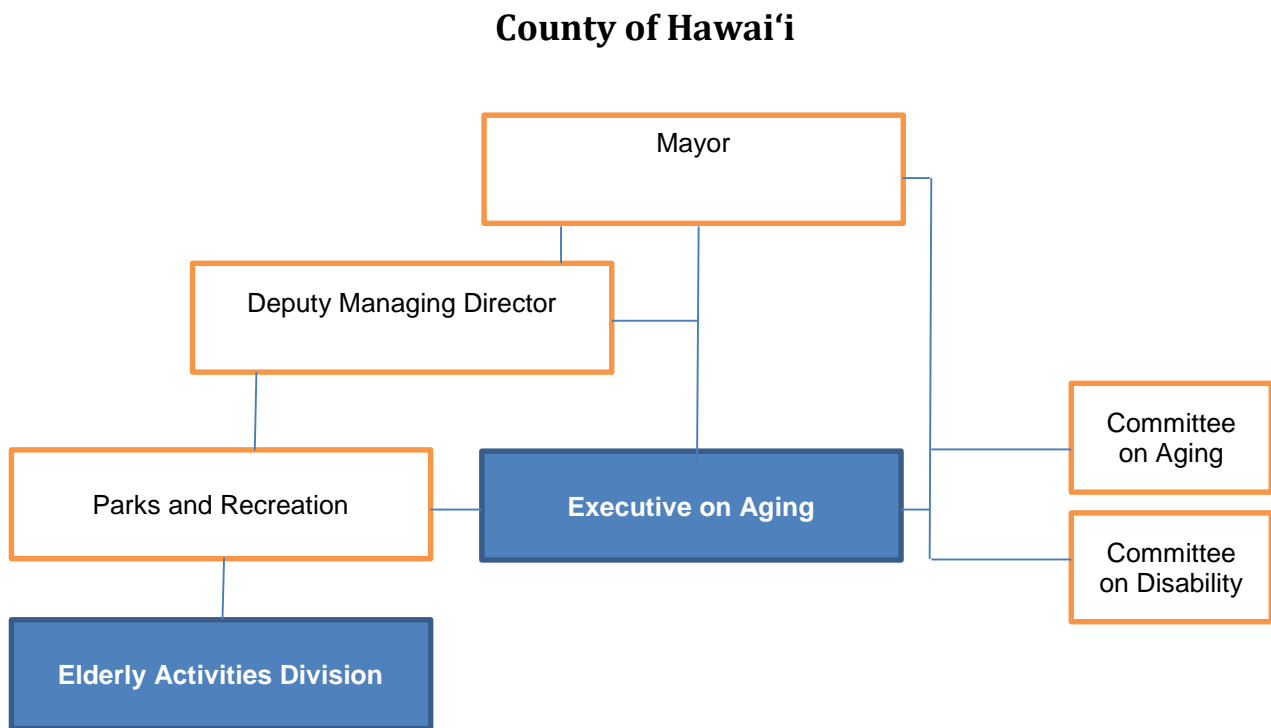 County of Hawai‘i
Mayor
Deputy Managing Director
Committee
on Aging
Parks and Recreation
Executive on Aging
Committee
on Disability
Elderly Activities Division